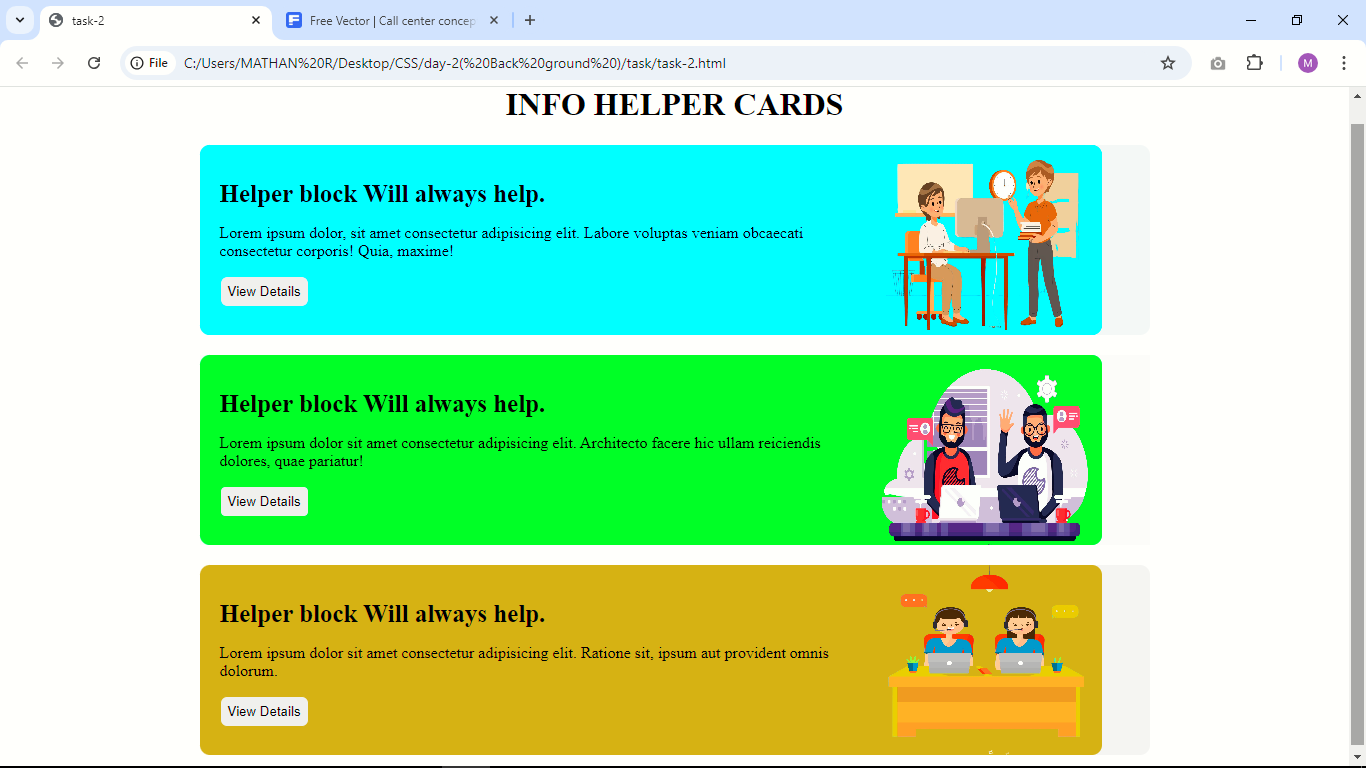 task-2
Free Vector | Call center concep
File
C:/Users/MATHAN%20R/Desktop/CSS/day-2(%20Back%20ground%20)/task/task-2.html
M
INFO HELPER CARDS
Helper block Will always help.
Lorem ipsum dolor, sit amet consectetur adipisicing elit. Labore voluptas veniam obcaecati
consectetur corporis! Quia, maxime!
View Details
Helper block Will always help.
Lorem ipsum dolor sit amet consectetur adipisicing elit. Architecto facere hic ullam reiciendis
dolores, quae pariatur!
View Details
Helper block Will always help.
Lorem ipsum dolor sit amet consectetur adipisicing elit. Ratione sit, ipsum aut provident omnis
dolorum.
View Details